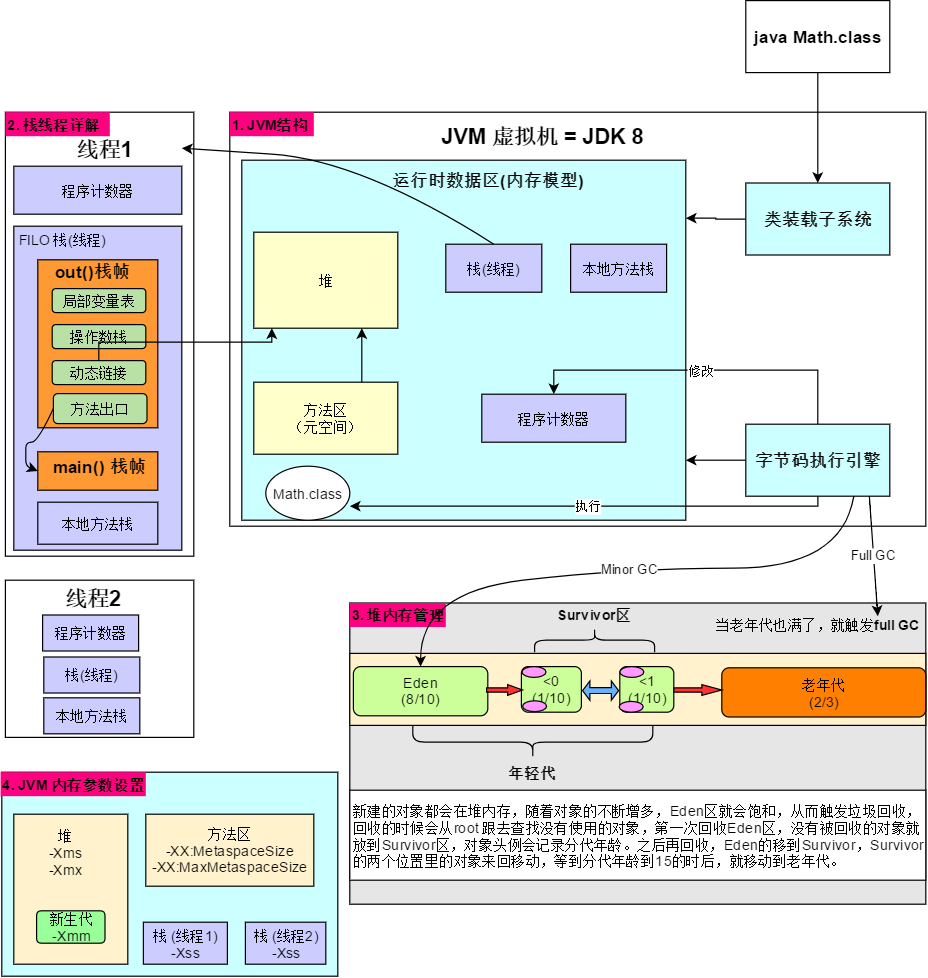 java Math.class
2. 栈线程详解
线程1
程序计数器
FILO 栈(线程)
out()栈帧
局部变量表
操作数栈
动态链接
方法出口
main() 栈帧
本地方法栈
1. JVM结构
JVM 虚拟机 = JDK 8
运行时数据区(内存模型)
类装载子系统
堆
栈(线程)
本地方法栈
方法区
（元空间）
程序计数器
修改
字节码执行引擎
Math.class
执行
Minor GC
Full GC
线程2
程序计数器
栈(线程)
本地方法栈
3. 堆内存管理
Survivor区
当老年代也满了，就触发full GC
Eden
(8/10)
<0
(1/10)
<1
(1/10)
老年代
(2/3)
年轻代
新建的对象都会在堆内存，随着对象的不断增多，Eden区就会饱和，从而触发垃圾回收，
回收的时候会从root 跟去查找没有使用的对象，第一次回收Eden区，没有被回收的对象就
放到Survivor区，对象头例会记录分代年龄。之后再回收，Eden的移到Survivor，Survivor
的两个位置里的对象来回移动，等到分代年龄到15的时后，就移动到老年代。
4. JVM 内存参数设置
堆
-Xms
-Xmx
新生代
-Xmm
方法区
-XX:MetaspaceSize
-XX:MaxMetaspaceSize
栈 (线程1)
-Xss
栈 (线程2)
-Xss